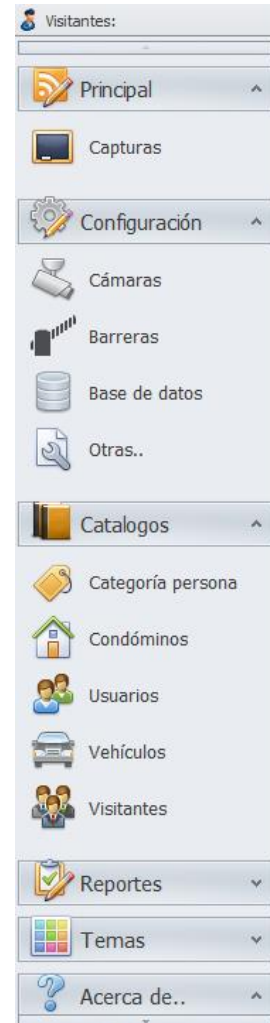 Visitantes:
Principal
Capturas
Configuración
Cámaras
Barreras
Base de datos
Otras..
Catalogos
Categoría persona
Condóminos
Usuarios
Vehículos
Visitantes
Reportes
Temas
Acerca de..